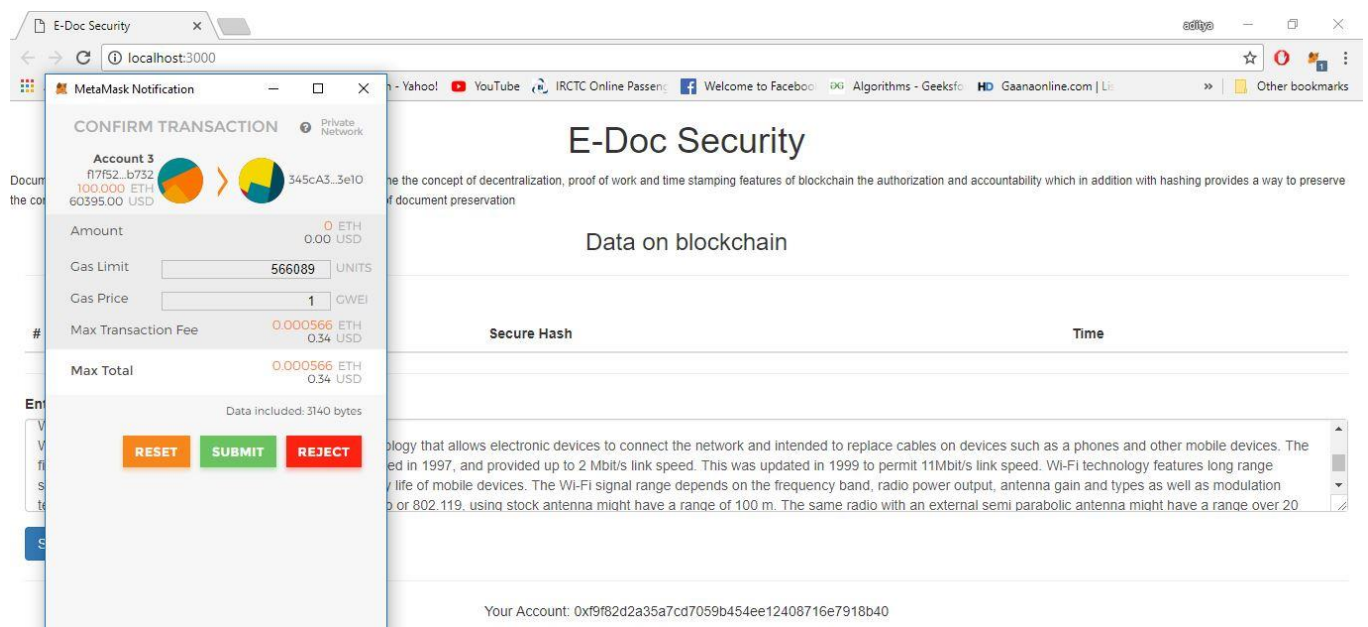 E-Doc Security
aditya
localhost:3000
- Yahoo! YouTube IRCTC Online Passeng Welcome to Faceboo Algorithms - Geeksfo HD Gaanaonline.com | Lis » Other bookmarks
MetaMask Notification
CONFIRM TRANSACTION
Private
Network
Account 3
f17f52...b732
100.000 ETH
60395.00 USD
345cA3...3e10
Amount 0 ETH
0.00 USD
Gas Limit 566089 UNITS
Gas Price 1 GWEI
Max Transaction Fee 0.000566 ETH
0.34 USD
Max Total 0.000566 ETH
0.34 USD
Data included: 3140 bytes
RESET SUBMIT REJECT
E-Doc Security
the concept of decentralization, proof of work and time stamping features of blockchain the authorization and accountability which in addition with hashing provides a way to preserve
the of document preservation
Data on blockchain
# Secure Hash Time
that allows electronic devices to connect the network and intended to replace cables on devices such as a phones and other mobile devices. The
in 1997, and provided up to 2 Mbit/s link speed. This was updated in 1999 to permit 11Mbit/s link speed. Wi-Fi technology features long range
life of mobile devices. The Wi-Fi signal range depends on the frequency band, radio power output, antenna gain and types as well as modulation
or 802.119, using stock antenna might have a range of 100 m. The same radio with an external semi parabolic antenna might have a range over 20
Your Account: 0xf9f82d2a35a7cd7059b454ee12408716e7918b40